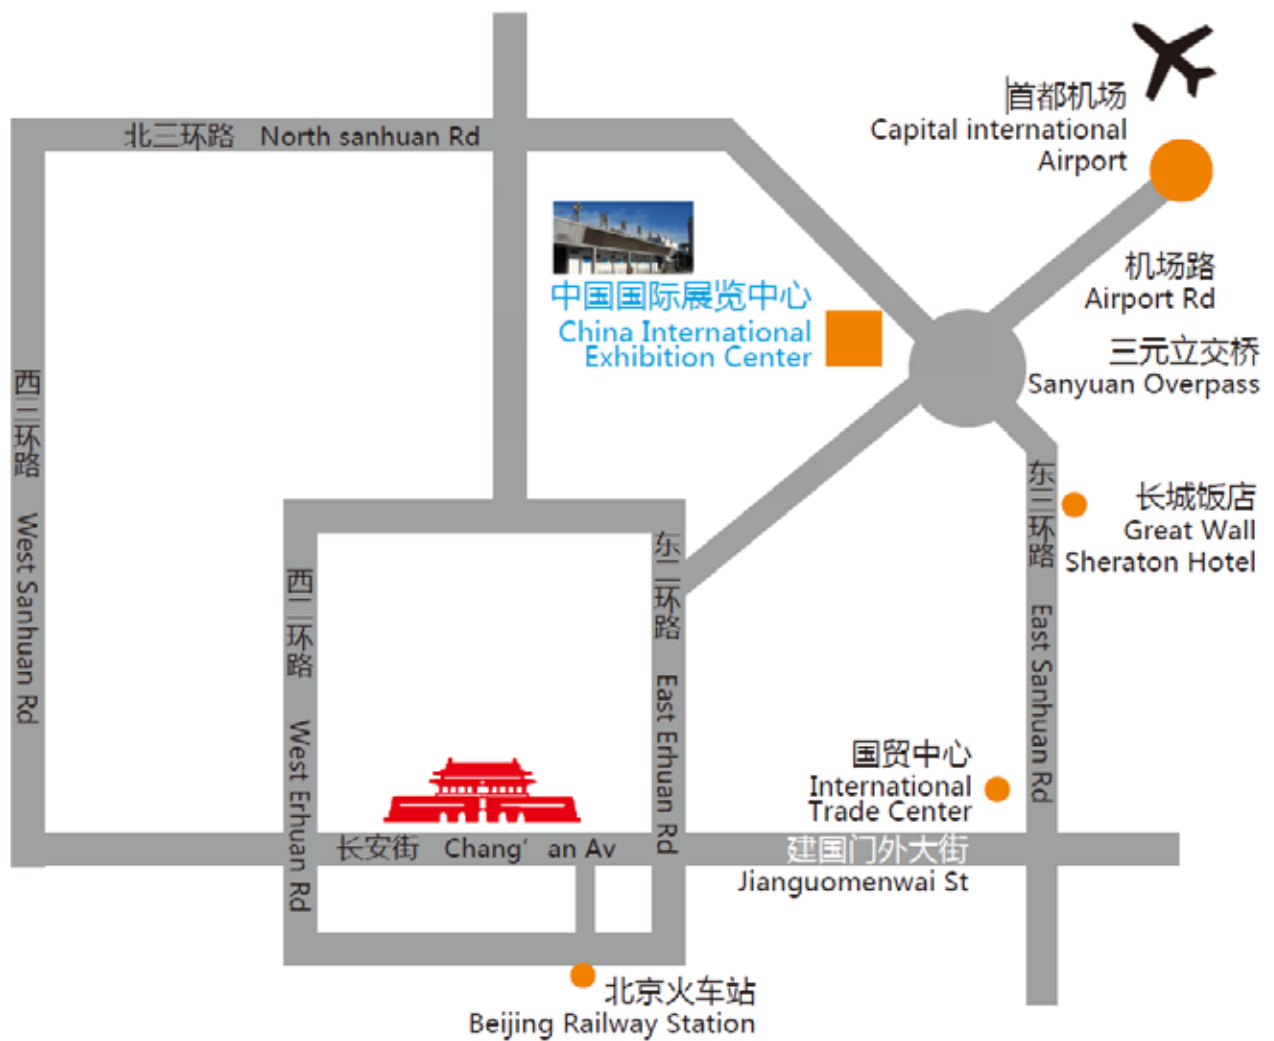 首都机场
Capital international
Airport
北三环路 North sanhuan Rd
机场路
Airport Rd
中国国际展览中心
China International
Exhibition Center
三元立交桥
Sanyuan Overpass
西三环路 West Sanhuan Rd
东三环路 East Sanhuan Rd
长城饭店
Great Wall
Sheraton Hotel
西二环路 West Erhuan Rd
东二环路 East Erhuan Rd
国贸中心
International
Trade Center
长安街 Chang' an Av
建国门外大街
Jianguomenwai St
北京火车站
Beijing Railway Station